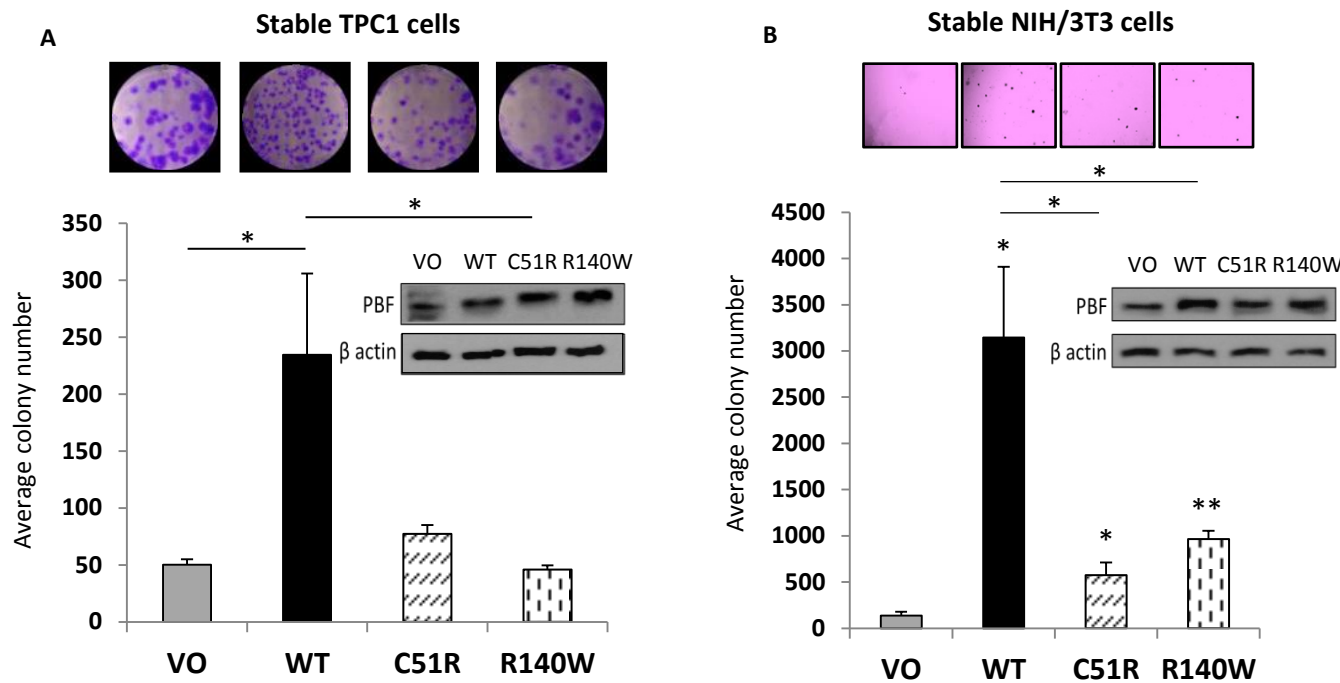 A
Stable TPC1 cells
*
*
350
300
250
200
150
100
50
0
Average colony number
VO WT C51R R140W
PBF
β actin
VO WT C51R R140W
B
Stable NIH/3T3 cells
*
*
4500
4000
3500
3000
2500
2000
1500
1000
500
0
Average colony number
*
*
**
VO WT C51R R140W
PBF
β actin
VO WT C51R R140W